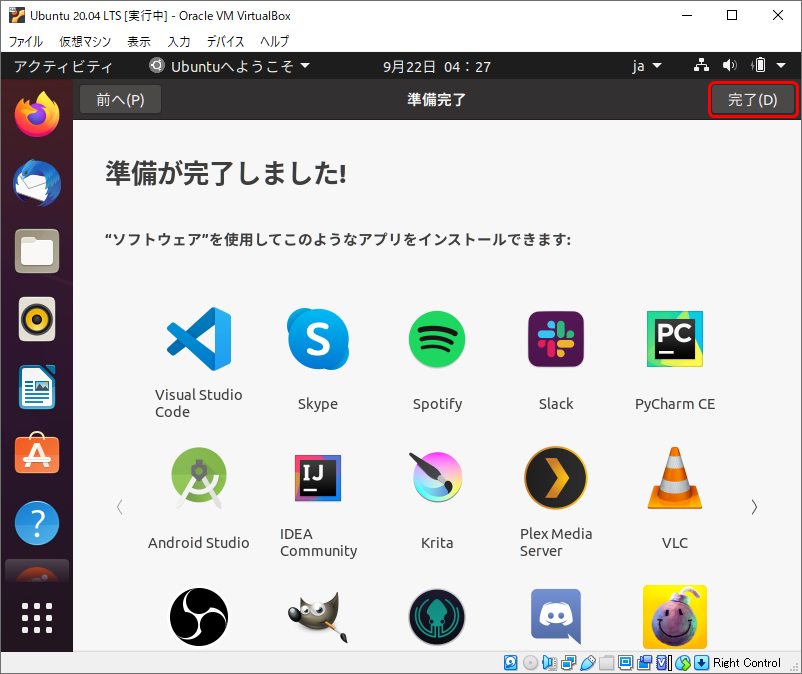 Ubuntu 20.04 LTS [実行中] - Oracle VM VirtualBox
ファイル 仮想マシン 表示 入力 デバイス ヘルプ
アクティビティ Ubuntuへようこそ 9月22日 04：27 ja
前へ(P) 準備完了 完了(D)
準備が完了しました!
“ソフトウェア”を使用してこのようなアプリをインストールできます:
S
PC
Visual Studio
Code
Skype
Spotify
Slack
PyCharm CE
IJ
Android Studio
IDEA
Community
Krita
Plex Media
Server
VLC
Right Control